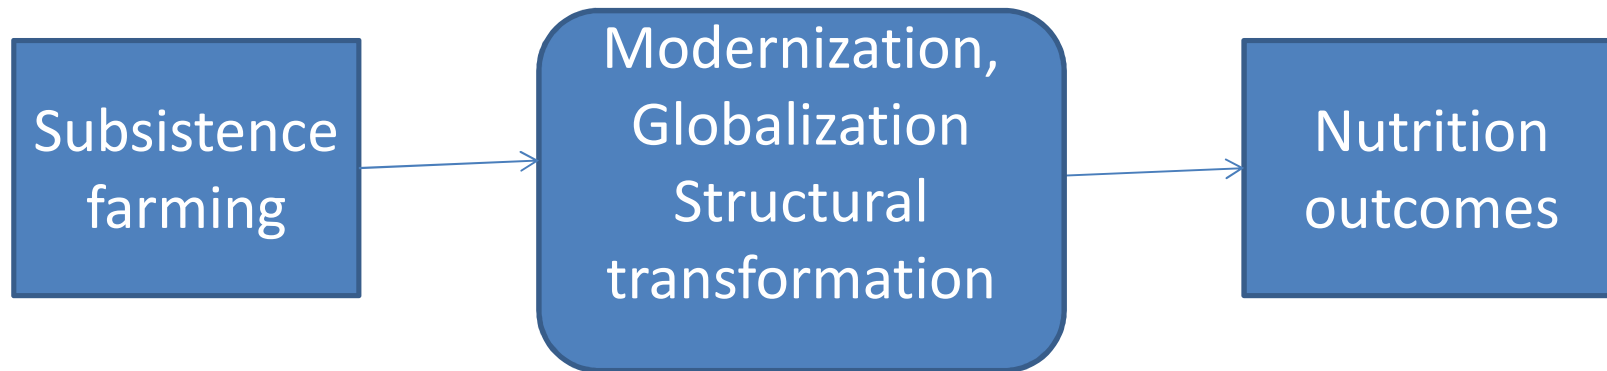 Subsistence
farming
Modernization,
Globalization
Structural
transformation
Nutrition
outcomes